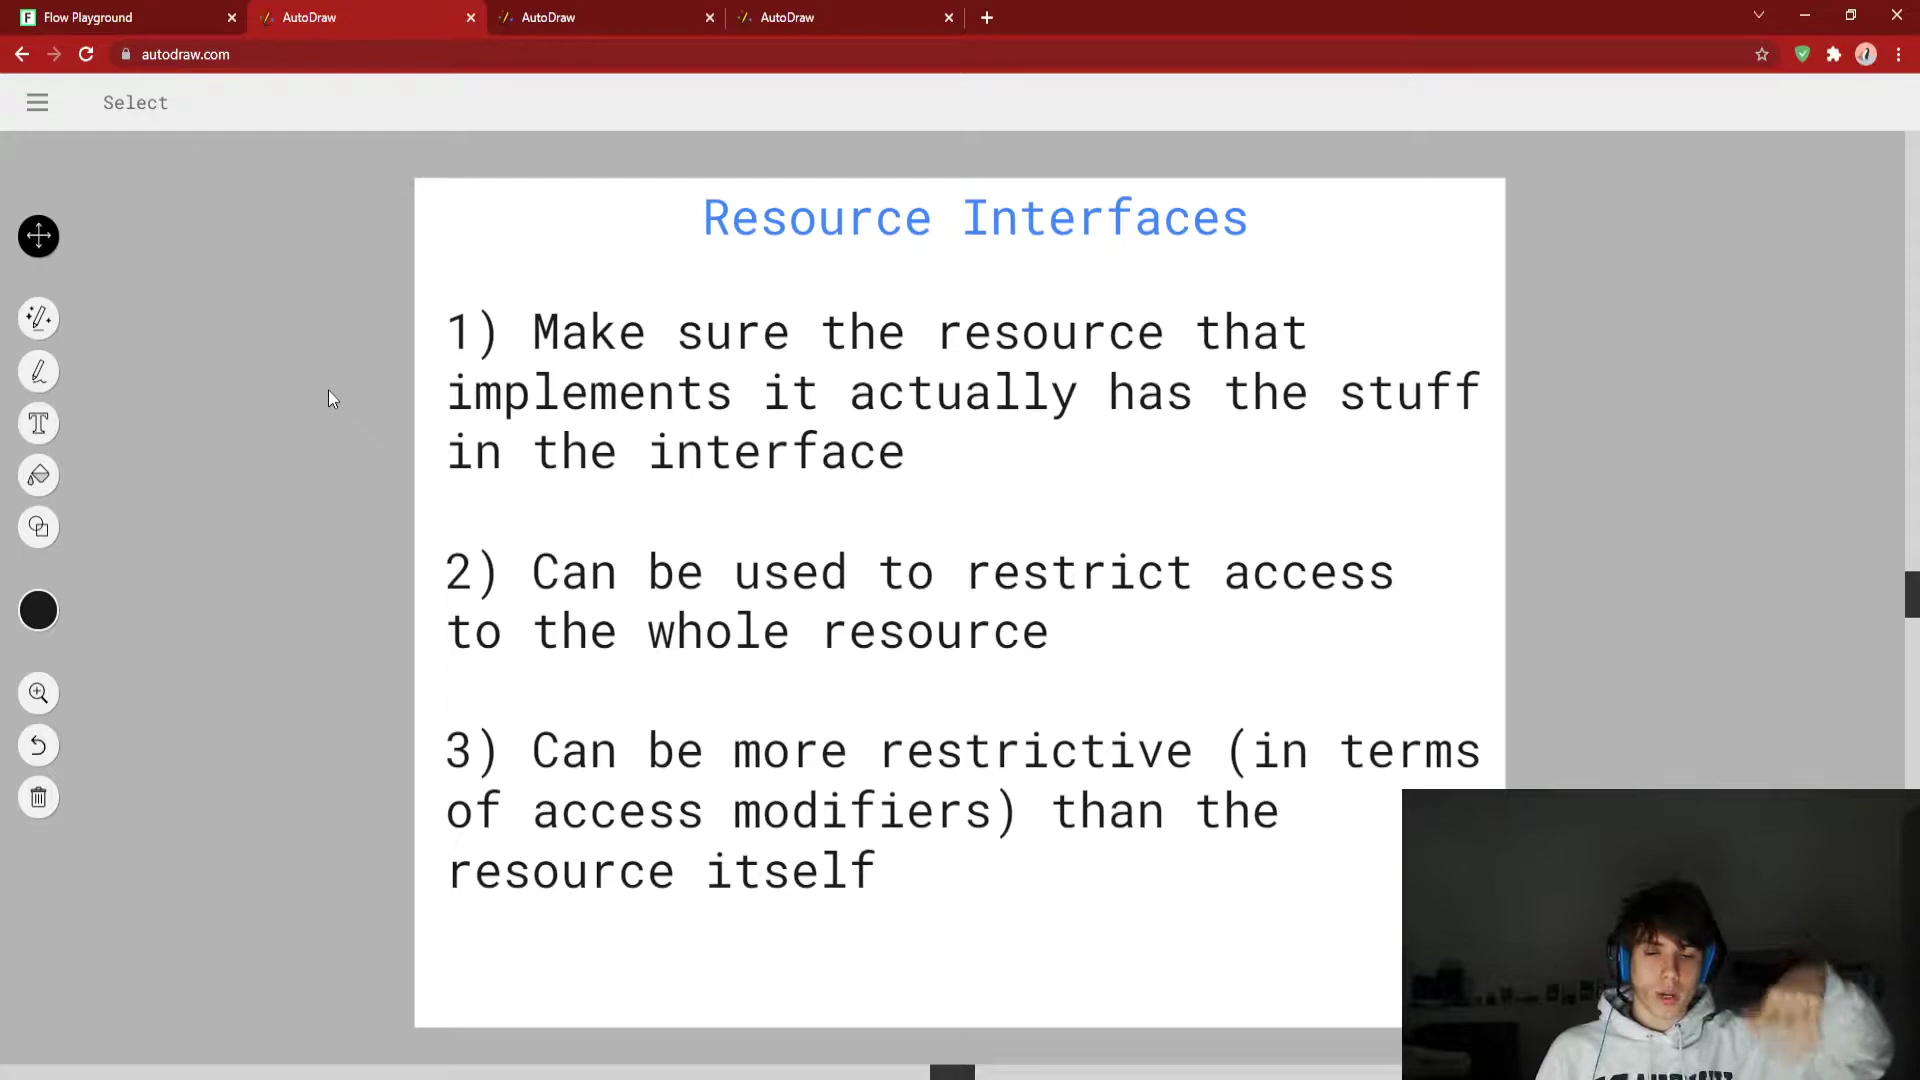 Flow Playground
AutoDraw
AutoDraw
AutoDraw
autodraw.com
Select
Resource Interfaces
1) Make sure the resource that
implements it actually has the stuff
in the interface
2) Can be used to restrict access
to the whole resource
3) Can be more restrictive (in terms
of access modifiers) than the
resource itself